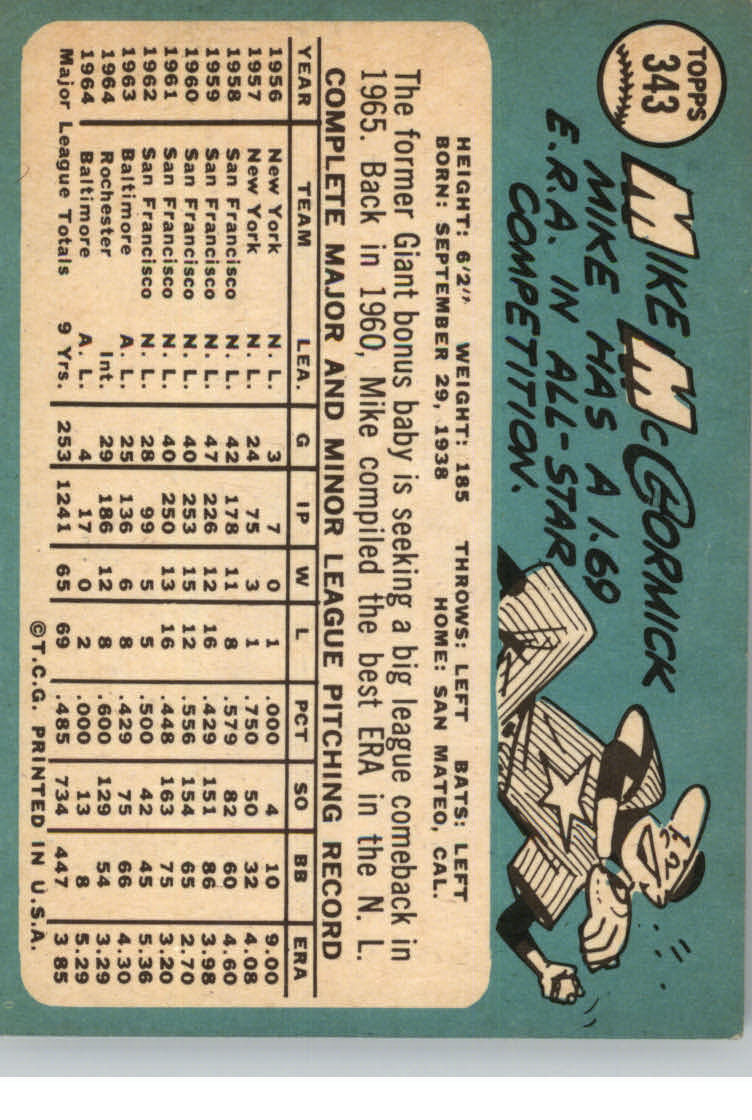 TOPPS
343
MIKE McCORMICK
MIKE HAS A 1.69
E.R.A. IN ALL-STAR
COMPETITION.
HEIGHT: 6'2" WEIGHT: 185 THROWS: LEFT BATS: LEFT
BORN: SEPTEMBER 29, 1938 HOME: SAN MATEO, CAL.
The former Giant bonus baby is seeking a big league comeback in
1965. Back in 1960, Mike compiled the best ERA in the N. L.
COMPLETE MAJOR AND MINOR LEAGUE PITCHING RECORD
YEAR TEAM LEA. G IP W L PCT SO BB ERA
1956 New York N. L. 3 7 0 1 .000 4 10 9.00
1957 New York N. L. 24 75 3 1 .750 50 32 4.08
1958 San Francisco N. L. 42 178 11 8 .579 82 60 4.60
1959 San Francisco N. L. 47 226 12 16 .429 151 86 3.98
1960 San Francisco N. L. 40 253 15 12 .556 154 65 2.70
1961 San Francisco N. L. 40 250 13 16 .448 163 75 3.20
1962 San Francisco N. L. 28 99 5 5 .500 42 45 5.36
1963 Baltimore A. L. 25 136 6 8 .429 75 66 4.30
1964 Rochester Int. 29 186 12 8 .600 129 54 3.29
1964 Baltimore A. L. 4 17 0 2 .000 13 8 5.29
Major League Totals 9 Yrs. 253 1241 65 69 .485 734 447 3 85
©T.C.G. PRINTED IN U.S.A.